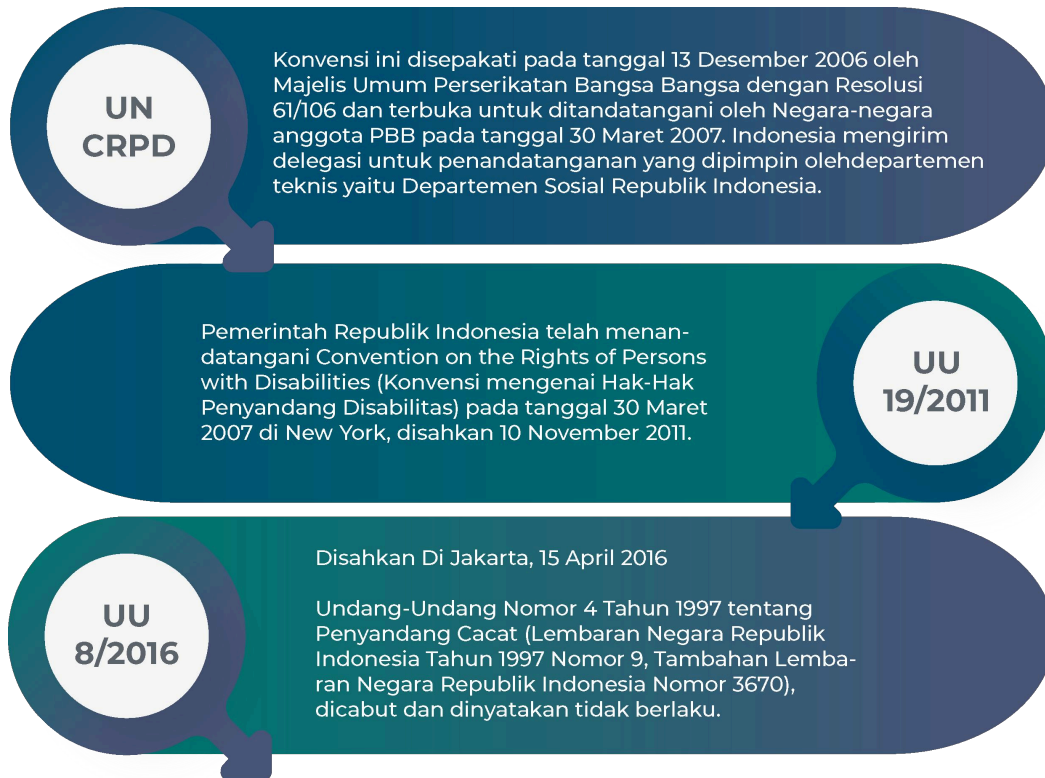 UN
CRPD
Konvensi ini disepakati pada tanggal 13 Desember 2006 oleh
Majelis Umum Perserikatan Bangsa Bangsa dengan Resolusi
61/106 dan terbuka untuk ditandatangani oleh Negara-negara
anggota PBB pada tanggal 30 Maret 2007. Indonesia mengirim
delegasi untuk penandatanganan yang dipimpin olehdepartemen
teknis yaitu Departemen Sosial Republik Indonesia.
Pemerintah Republik Indonesia telah menan-
datangani Convention on the Rights of Persons
with Disabilities (Konvensi mengenai Hak-Hak
Penyandang Disabilitas) pada tanggal 30 Maret
2007 di New York, disahkan 10 November 2011.
UU
19/2011
UU
8/2016
Disahkan Di Jakarta, 15 April 2016
Undang-Undang Nomor 4 Tahun 1997 tentang
Penyandang Cacat (Lembaran Negara Republik
Indonesia Tahun 1997 Nomor 9, Tambahan Lemba-
ran Negara Republik Indonesia Nomor 3670),
dicabut dan dinyatakan tidak berlaku.